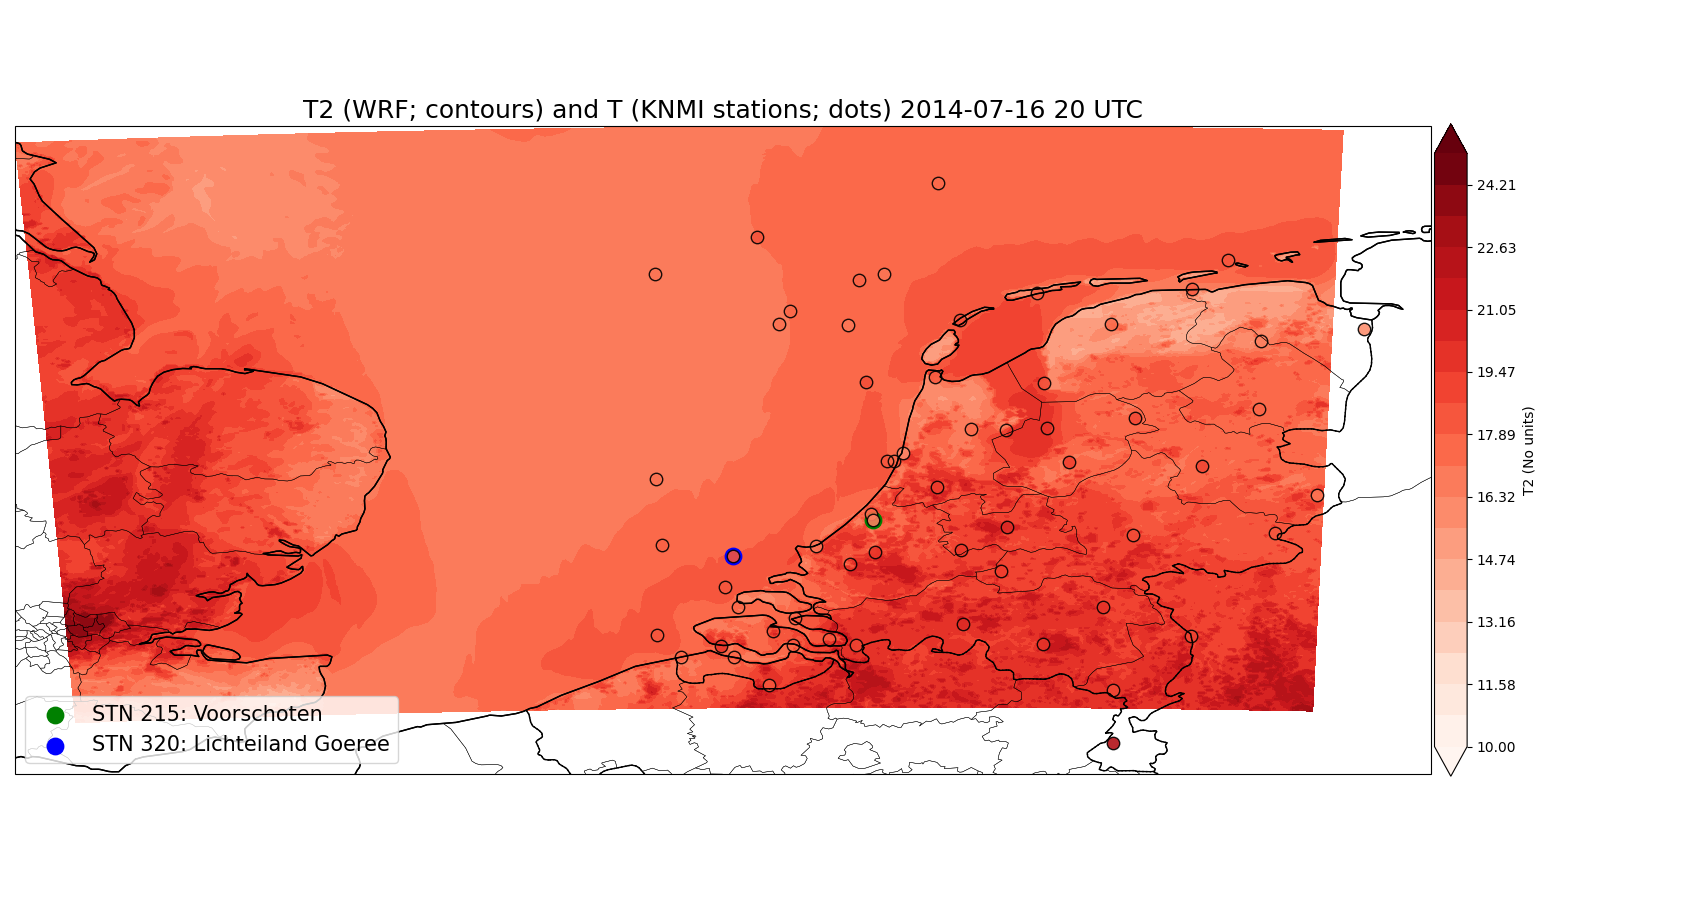 T2 (WRF; contours) and T (KNMI stations; dots) 2014-07-16 20 UTC
24.21
22.63
21.05
19.47
17.89
16.32
14.74
13.16
11.58
10.00
T2 (No units)
STN 215: Voorschoten
STN 320: Lichteiland Goeree